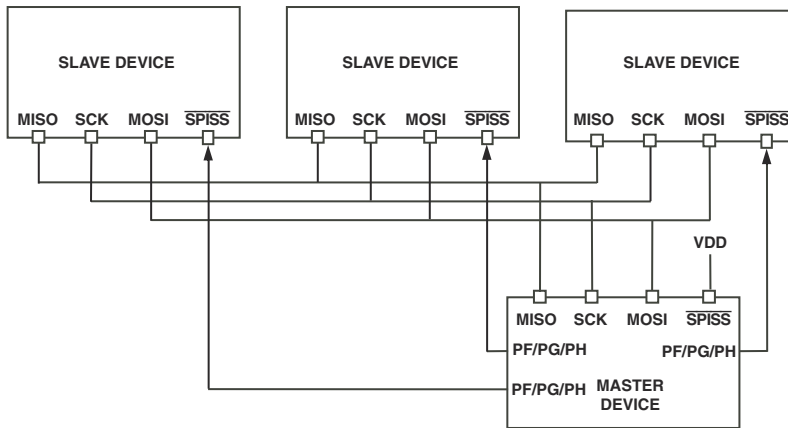 SLAVE DEVICE
MISO SCK MOSI SPISS
SLAVE DEVICE
MISO SCK MOSI SPISS
SLAVE DEVICE
MISO SCK MOSI SPISS
VDD
MISO SCK MOSI SPISS
PF/PG/PH PF/PG/PH
PF/PG/PH
MASTER
DEVICE